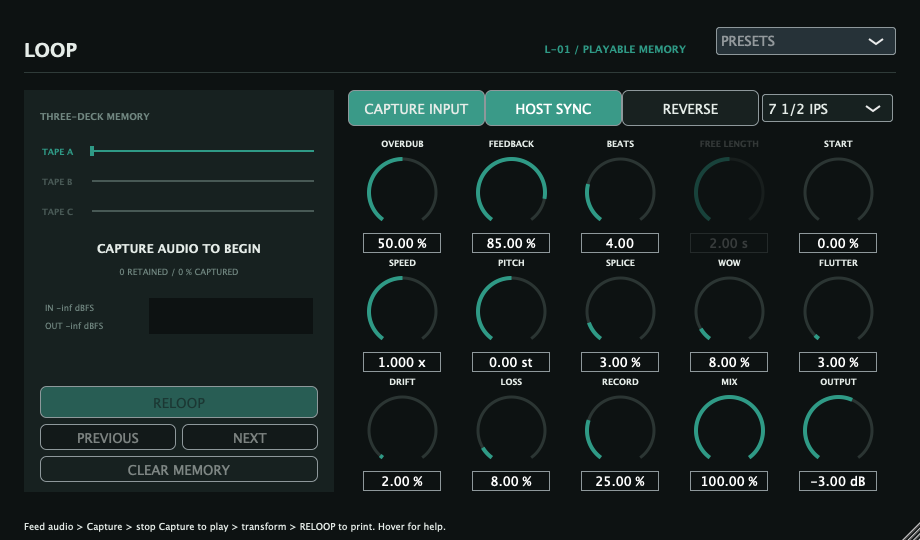 LOOP
L-01 / PLAYABLE MEMORY
PRESETS
THREE-DECK MEMORY
TAPE A
TAPE B
TAPE C
CAPTURE AUDIO TO BEGIN
0 RETAINED / 0 % CAPTURED
IN -inf dBFS
OUT -inf dBFS
RELOOP
PREVIOUS NEXT
CLEAR MEMORY
CAPTURE INPUT HOST SYNC REVERSE 7 1/2 IPS
OVERDUB FEEDBACK BEATS FREE LENGTH START
50.00 % 85.00 % 4.00 2.00 s 0.00 %
SPEED PITCH SPLICE WOW FLUTTER
1.000 x 0.00 st 3.00 % 8.00 % 3.00 %
DRIFT LOSS RECORD MIX OUTPUT
2.00 % 8.00 % 25.00 % 100.00 % -3.00 dB
Feed audio > Capture > stop Capture to play > transform > RELOOP to print. Hover for help.